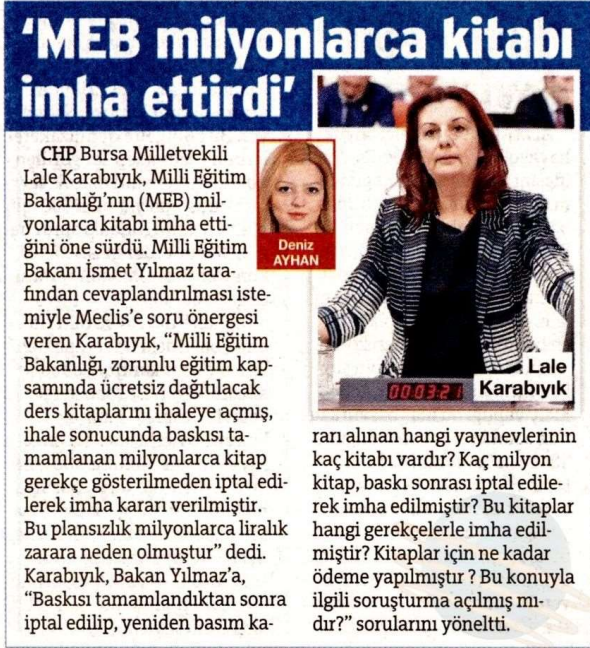 ‘MEB milyonlarca kitabı
imha ettirdi’
CHP Bursa Milletvekili
Lale Karabıyık, Milli Eğitim
Bakanlığı’nın (MEB) mil-
yonlarca kitabı imha etti-
ğini öne sürdü. Milli Eğitim
Bakanı İsmet Yılmaz tara-
fından cevaplandırılması iste-
miyle Meclis’e soru önergesi
veren Karabıyık, “Milli Eğitim
Bakanlığı, zorunlu eğitim kap-
samında ücretsiz dağıtılacak
ders kitaplarını ihaleye açmış,
ihale sonucunda baskısı ta-
mamlanan milyonlarca kitap
gerekçe gösterilmeden iptal edi-
lerek imha kararı verilmiştir.
Bu plansızlık milyonlarca liralık
zarara neden olmuştur” dedi.
Karabıyık, Bakan Yılmaz’a,
“Baskısı tamamlandıktan sonra
iptal edilip, yeniden basım ka-
Deniz
AYHAN
00:03:21
Lale
Karabıyık
rarı alınan hangi yayınevlerinin
kaç kitabı vardır? Kaç milyon
kitap, baskı sonrası iptal edile-
rek imha edilmiştir? Bu kitaplar
hangi gerekçelerle imha edil-
miştir? Kitaplar için ne kadar
ödeme yapılmıştır ? Bu konuyla
ilgili soruşturma açılmış mı-
dır?” sorularını yöneltti.